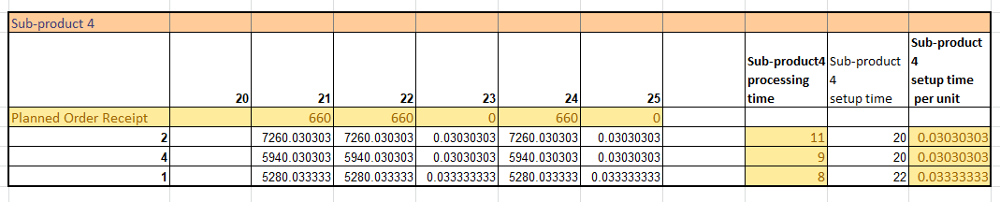 Sub-product 4
20 21 22 23 24 25 Sub-product4 processing time Sub-product 4 setup time Sub-product 4 setup time per unit
Planned Order Receipt 660 660 0 660 0
2 7260.030303 7260.030303 0.03030303 7260.030303 0.03030303 11 20 0.03030303
4 5940.030303 5940.030303 0.03030303 5940.030303 0.03030303 9 20 0.03030303
1 5280.033333 5280.033333 0.033333333 5280.033333 0.033333333 8 22 0.03333333